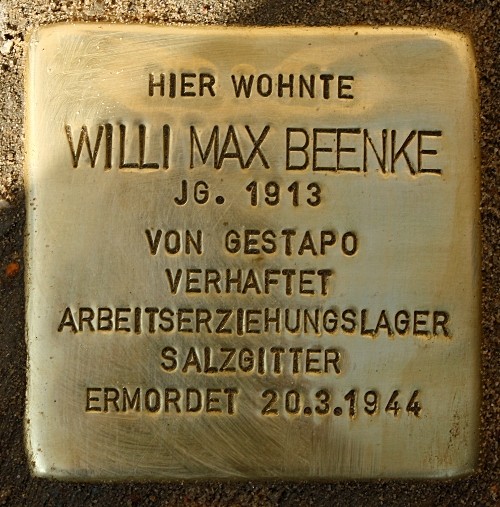 HIER WOHNTE
WILLI MAX BEENKE
JG. 1913
VON GESTAPO
VERHAFTET
ARBEITSERZIEHUNGSLAGER
SALZGITTER
ERMORDET 20.3.1944